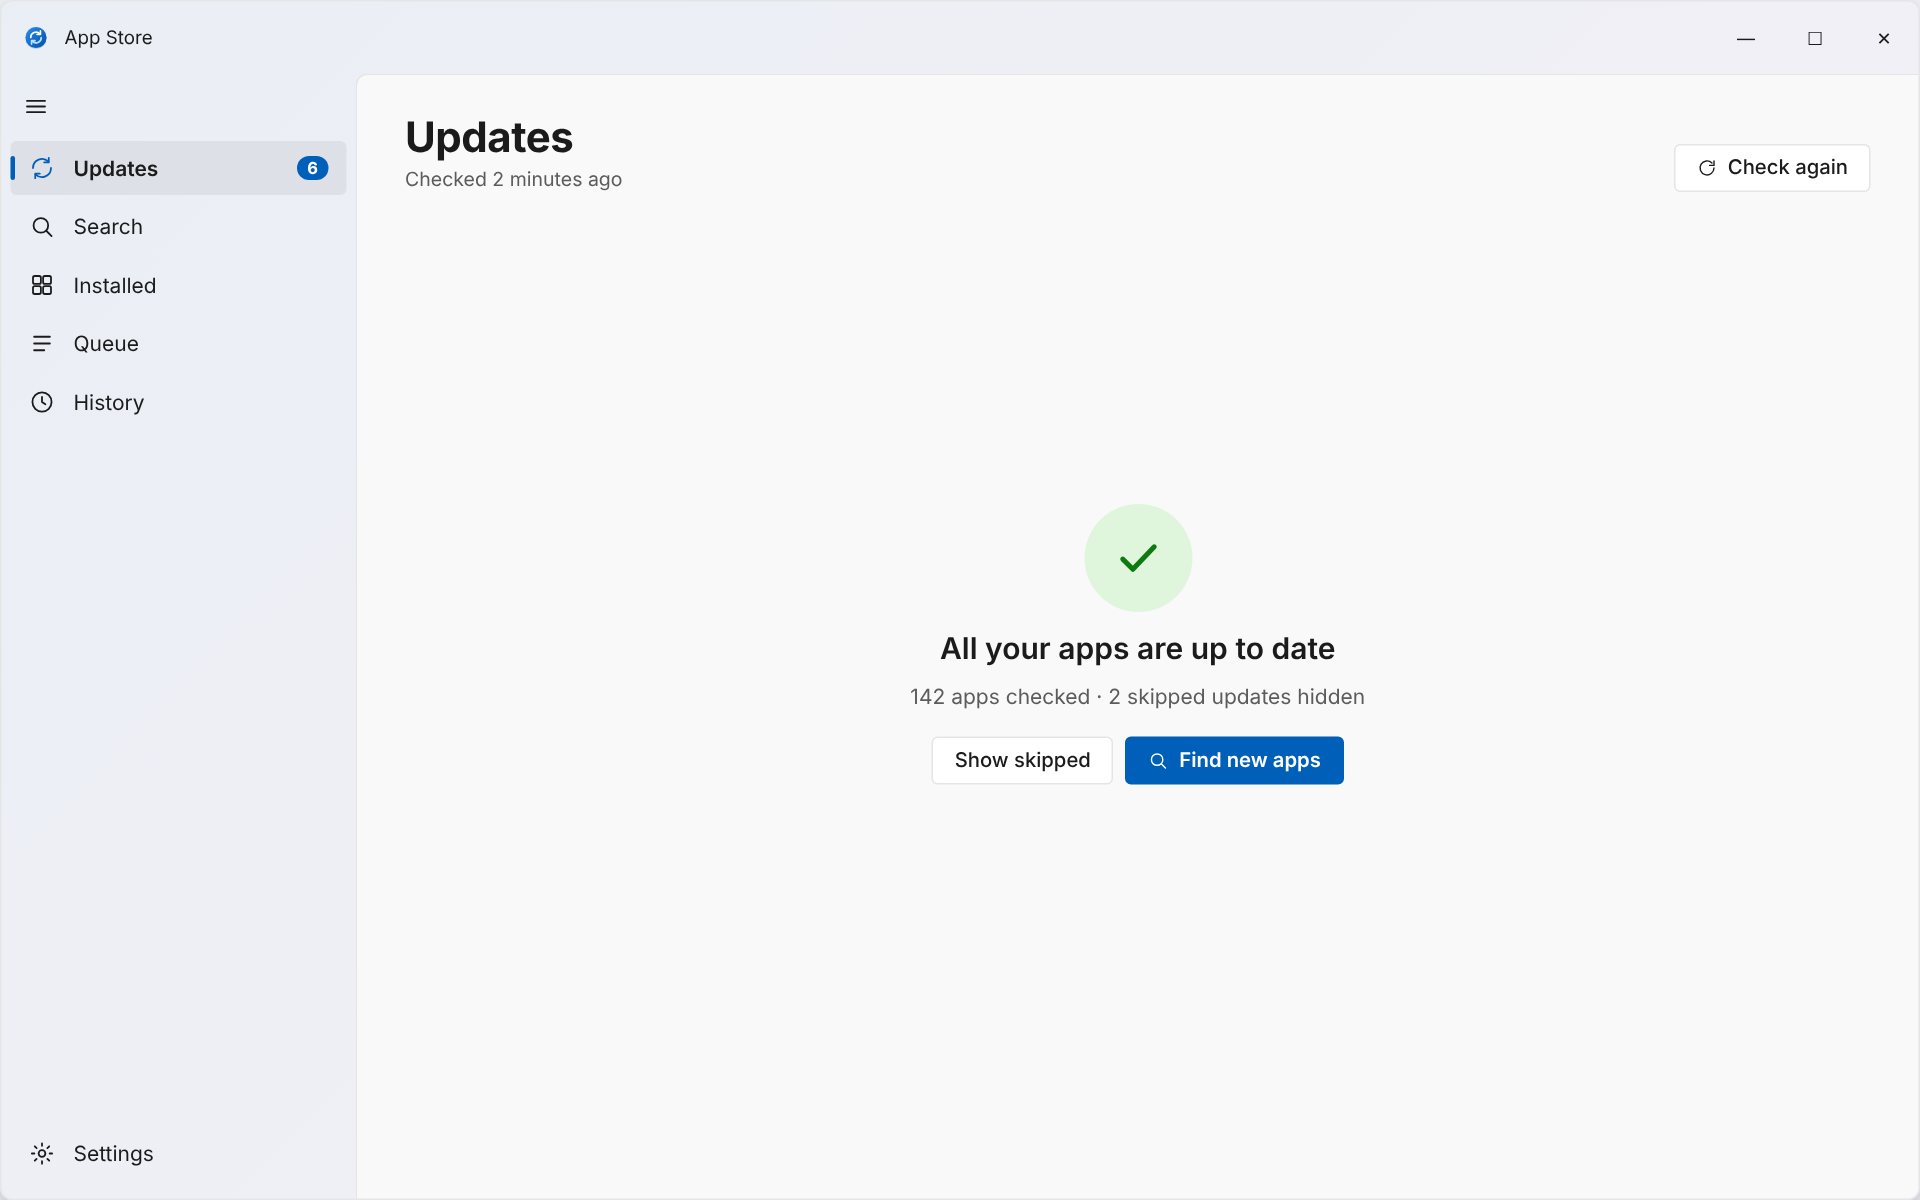 App Store
Updates
6
Search
Installed
Queue
History
Settings
Updates
Checked 2 minutes ago
Check again
All your apps are up to date
142 apps checked · 2 skipped updates hidden
Show skipped
Find new apps